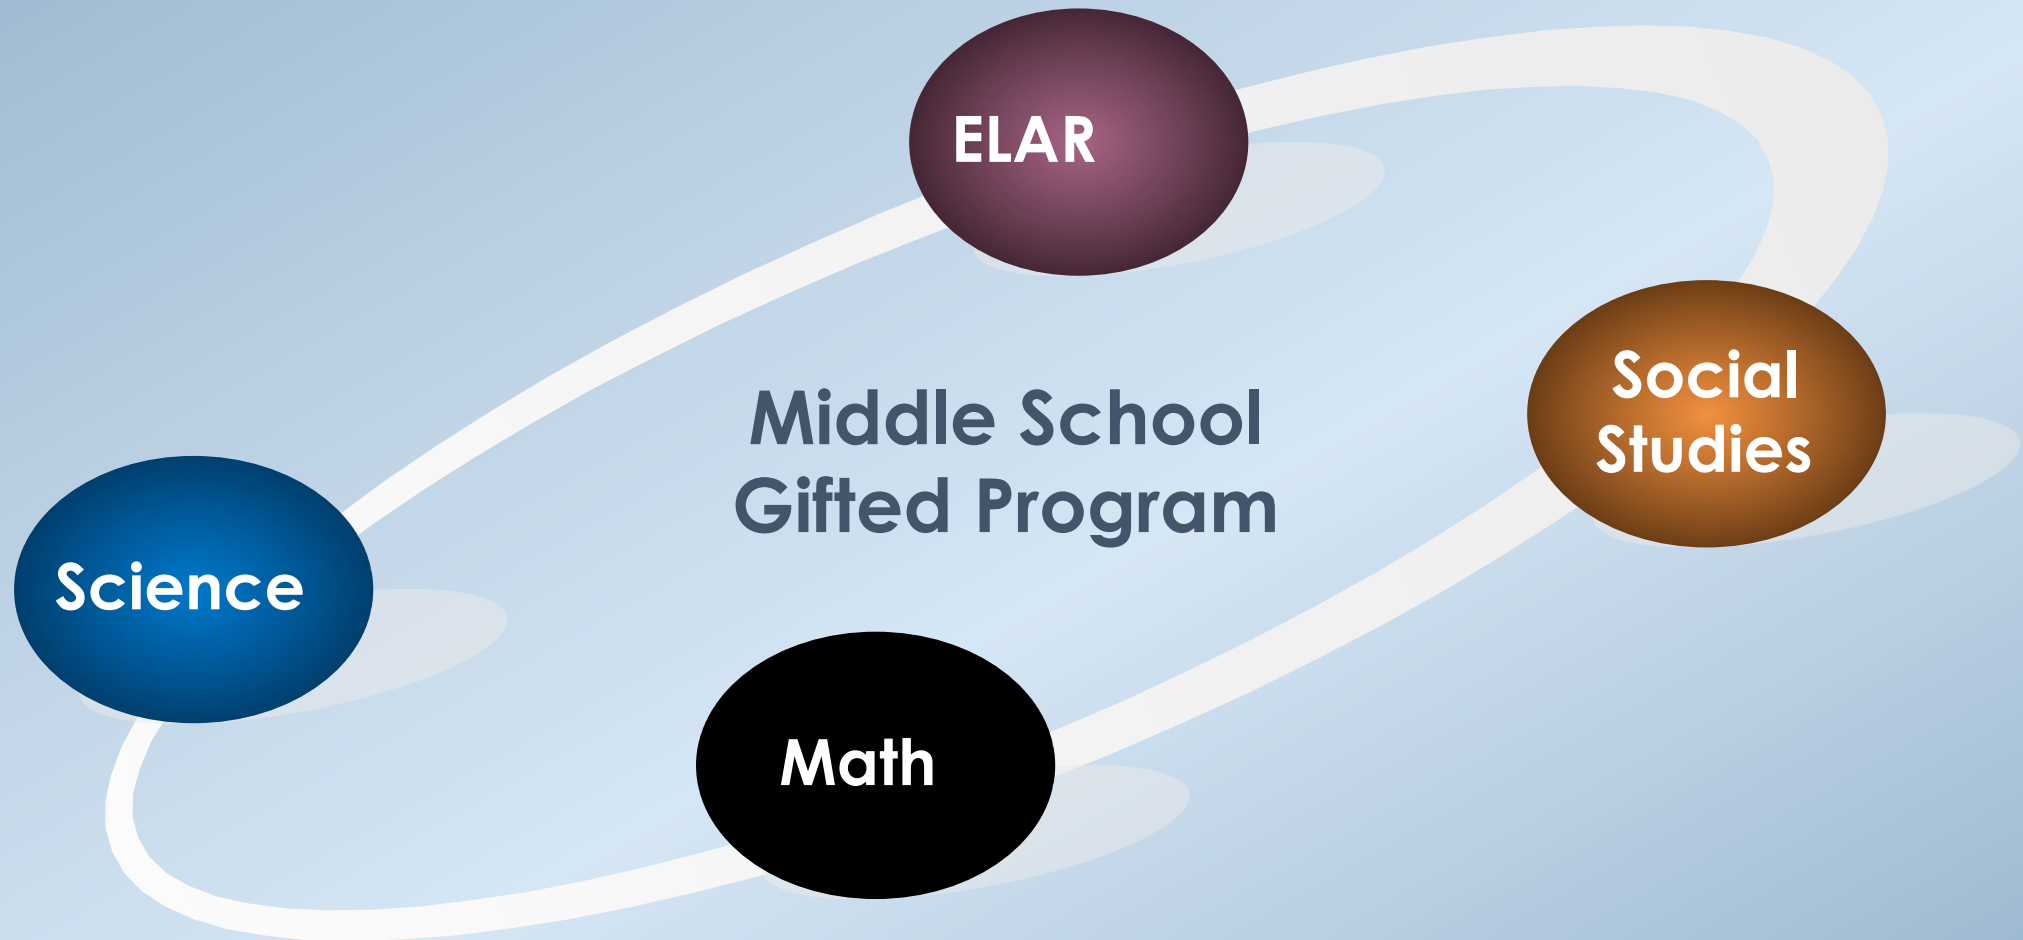 ELAR
Social
Studies
Middle School
Gifted Program
Science
Math